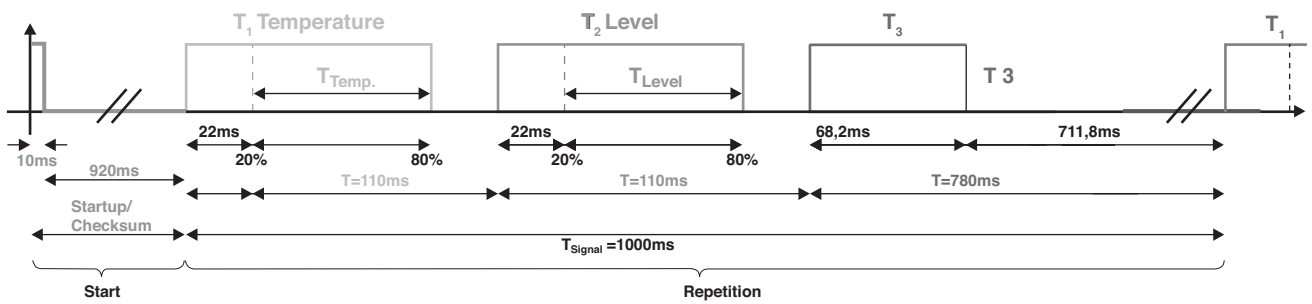 T1 Temperature
T2 Level
T3
T1
TTemp.
TLevel
T 3
22ms
22ms
68,2ms
711,8ms
10ms
20%
80%
20%
80%
920ms
T=110ms
T=110ms
T=780ms
Startup/
Checksum
TSignal =1000ms
Start
Repetition